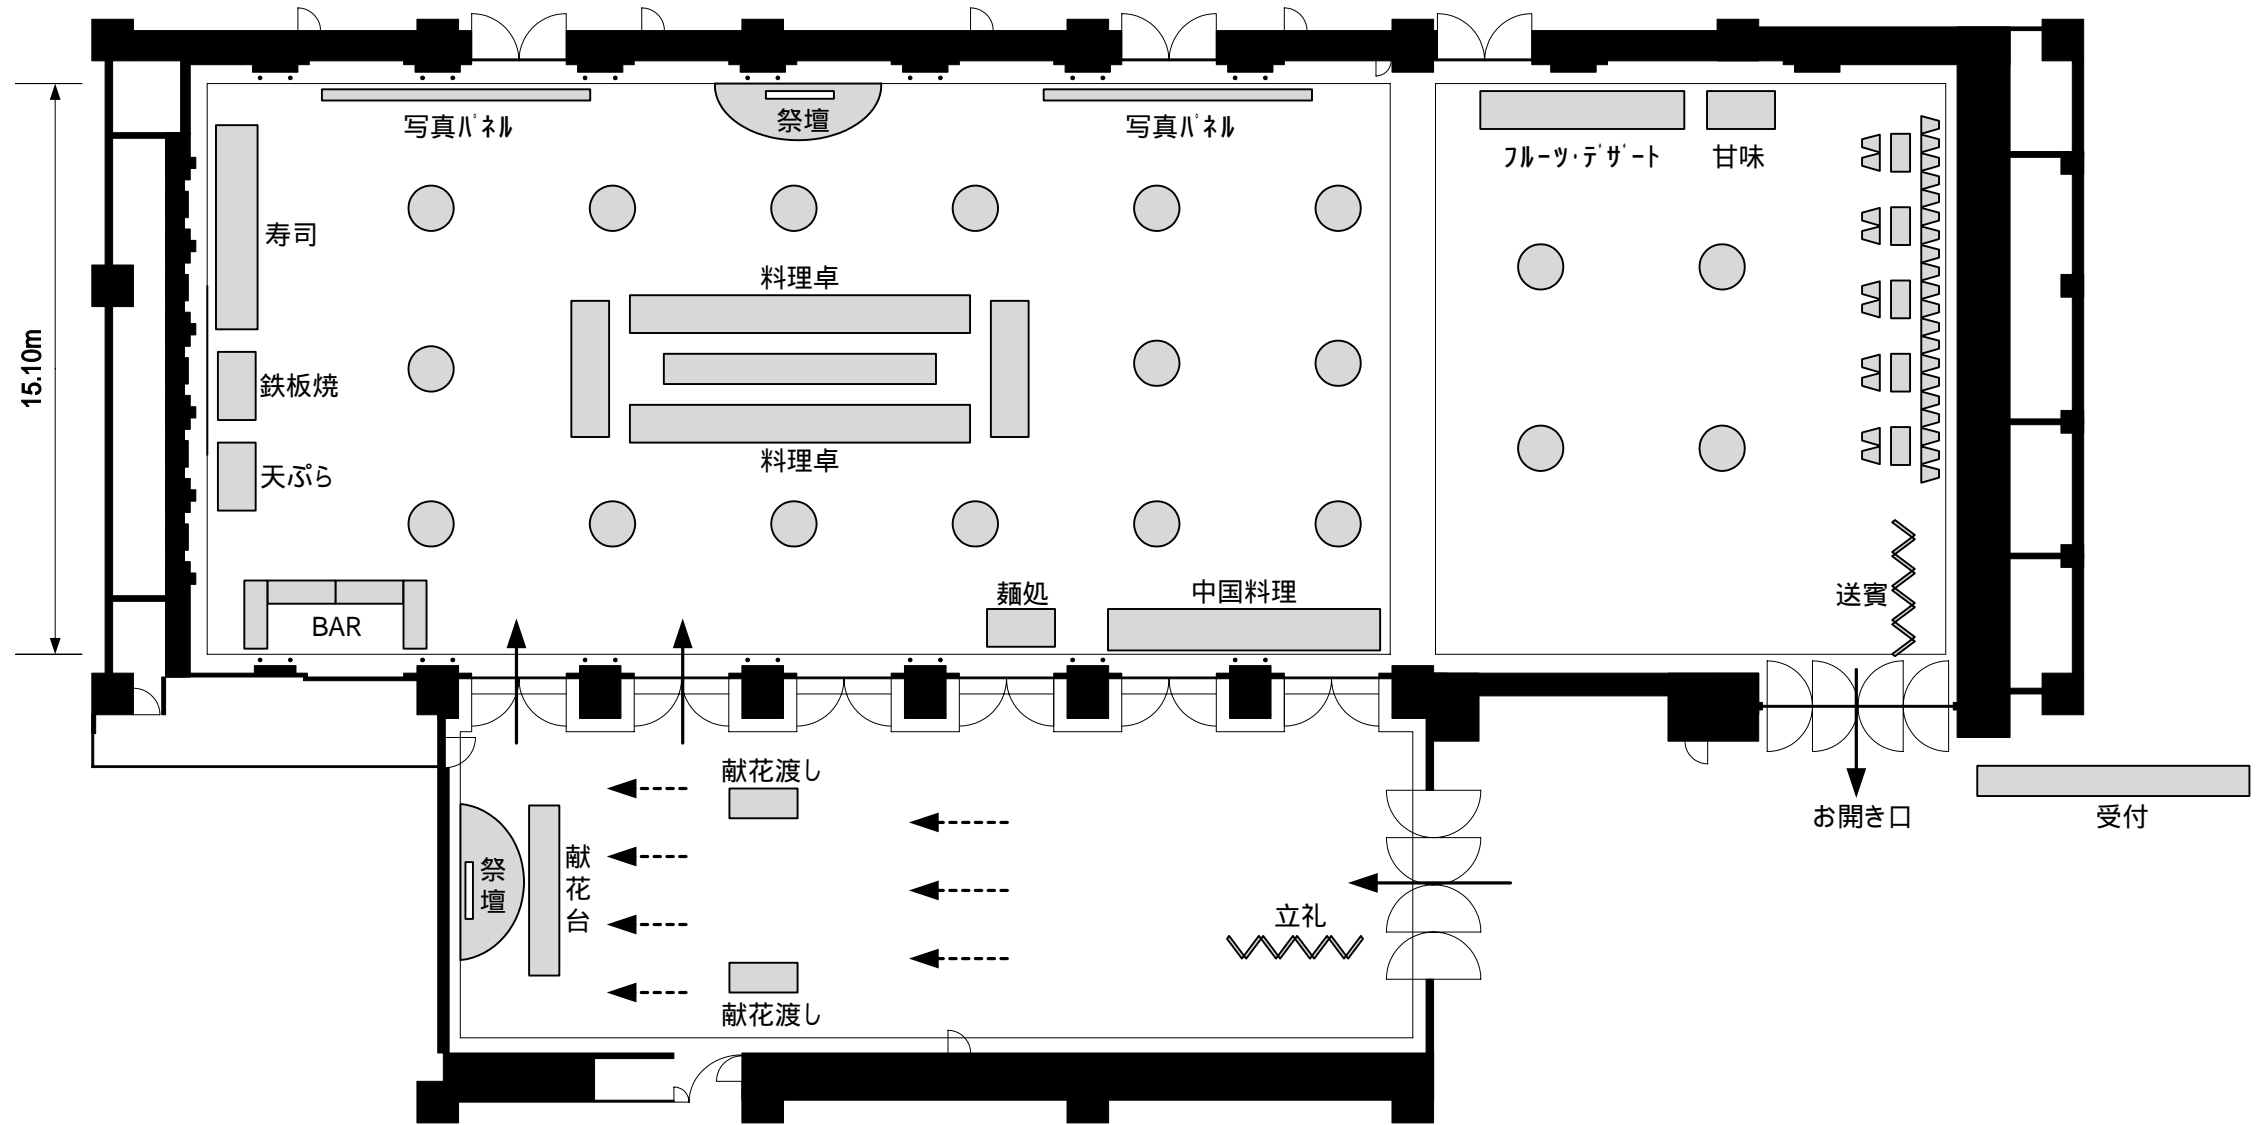 写真ﾊﾟﾈﾙ
祭壇
写真ﾊﾟﾈﾙ
ﾌﾙｰﾂ･ﾃﾞｻﾞｰﾄ
甘味
寿司
料理卓
15.10m
鉄板焼
料理卓
天ぷら
麺処
中国料理
送賓
BAR
献花渡し
お開き口
受付
祭壇
献花台
立礼
献花渡し